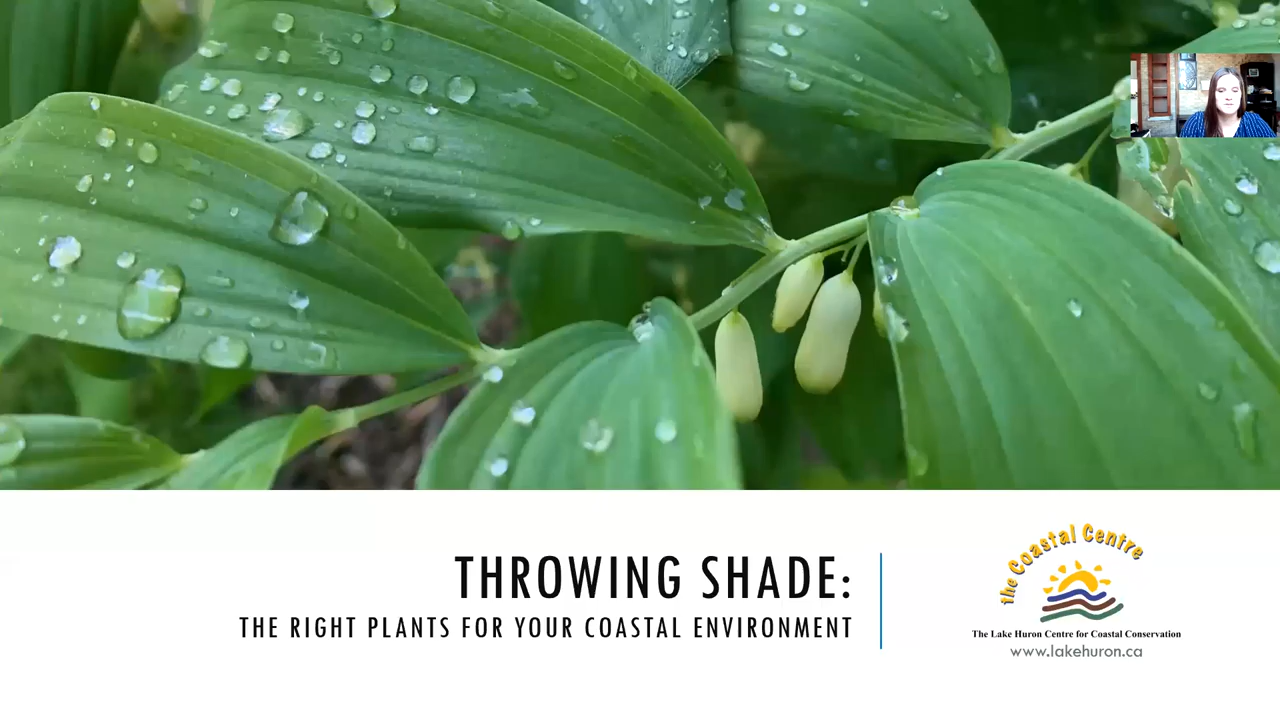 THROWING SHADE:
THE RIGHT PLANTS FOR YOUR COASTAL ENVIRONMENT
the Coastal Centre
The Lake Huron Centre for Coastal Conservation
www.lakehuron.ca